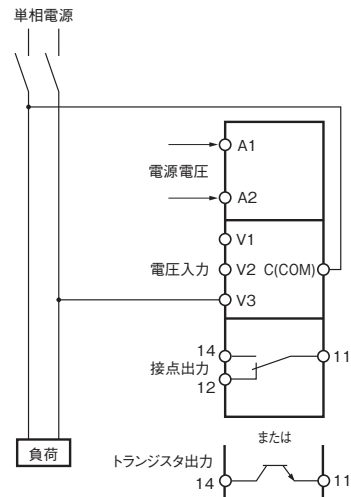 単相電源
A1
電源電圧
A2
V1
電圧入力 V2 C(COM)
V3
14 11
接点出力
12
または
負荷
トランジスタ出力
14 11